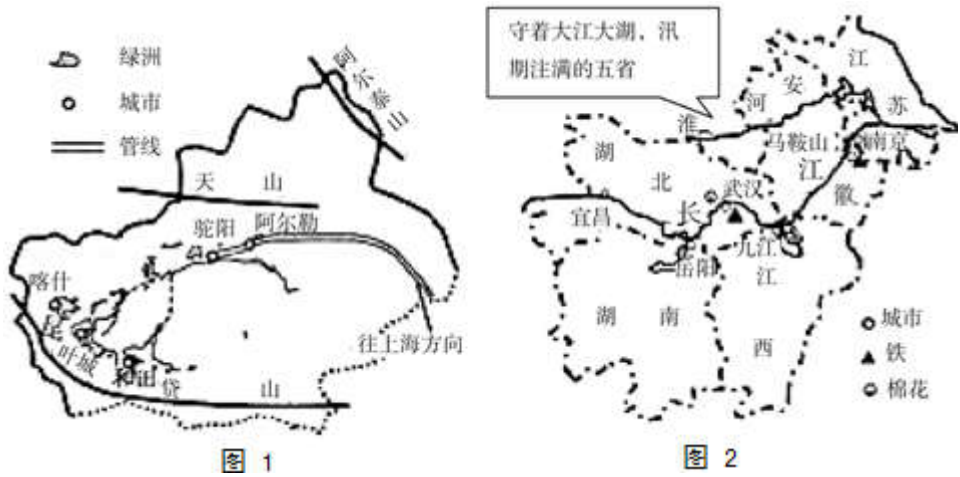 绿洲
城市
管线
阿尔泰山
天 山
驼阳
阿尔勒
喀什
叶城
和田
贷
山
往上海方向
图 1
守着大江大湖、汛
期注满的五省
江
苏
安
徽
淮
河
湖
北
马鞍山
南京
江
武汉
长
宜昌
九江
岳阳
江
西
湖 南
城市
铁
棉花
图 2